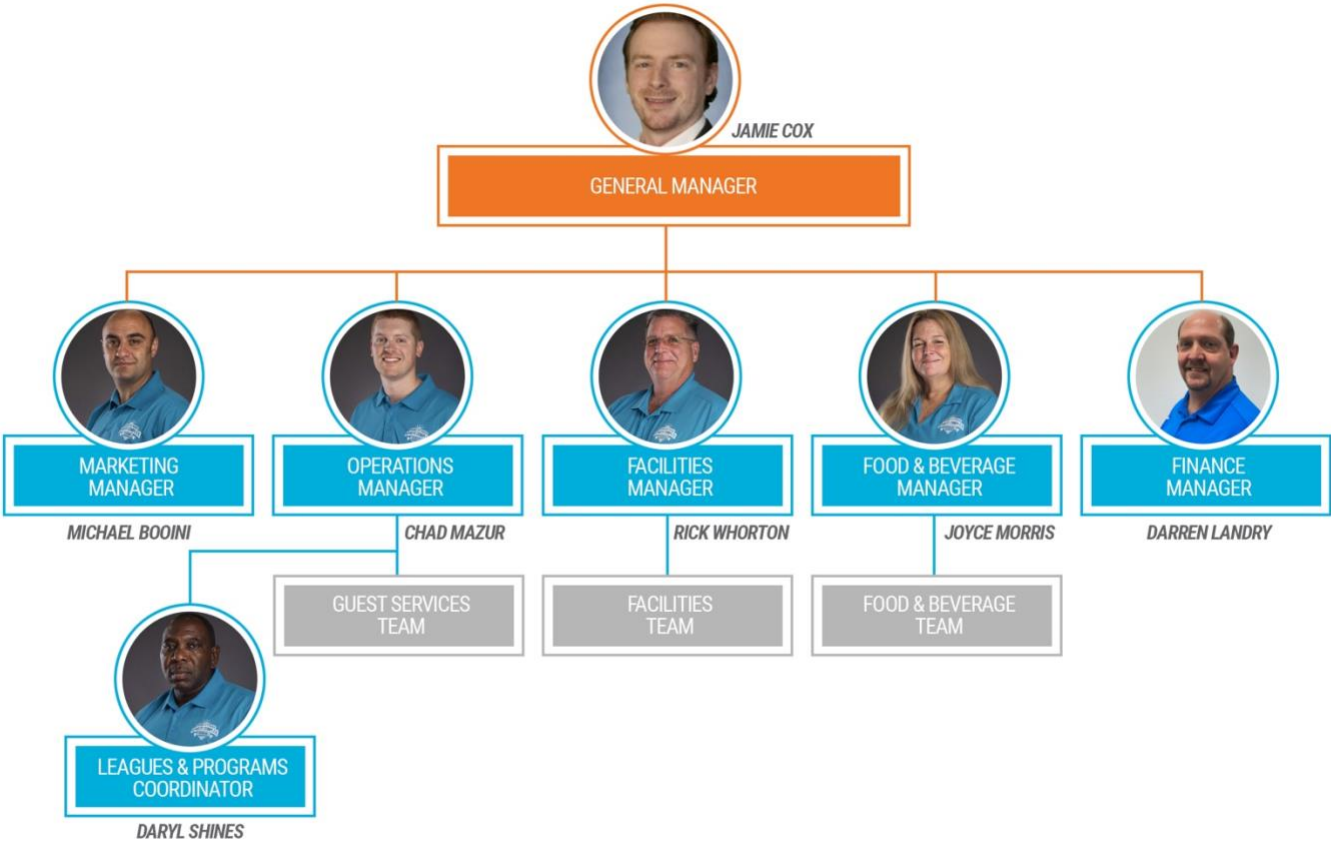 JAMIE COX
GENERAL MANAGER
MARKETING
MANAGER
MICHAEL BOOINI
OPERATIONS
MANAGER
CHAD MAZUR
FACILITIES
MANAGER
RICK WHORTON
FOOD & BEVERAGE
MANAGER
JOYCE MORRIS
FINANCE
MANAGER
DARREN LANDRY
GUEST SERVICES
TEAM
FACILITIES
TEAM
FOOD & BEVERAGE
TEAM
LEAGUES & PROGRAMS
COORDINATOR
DARYL SHINES